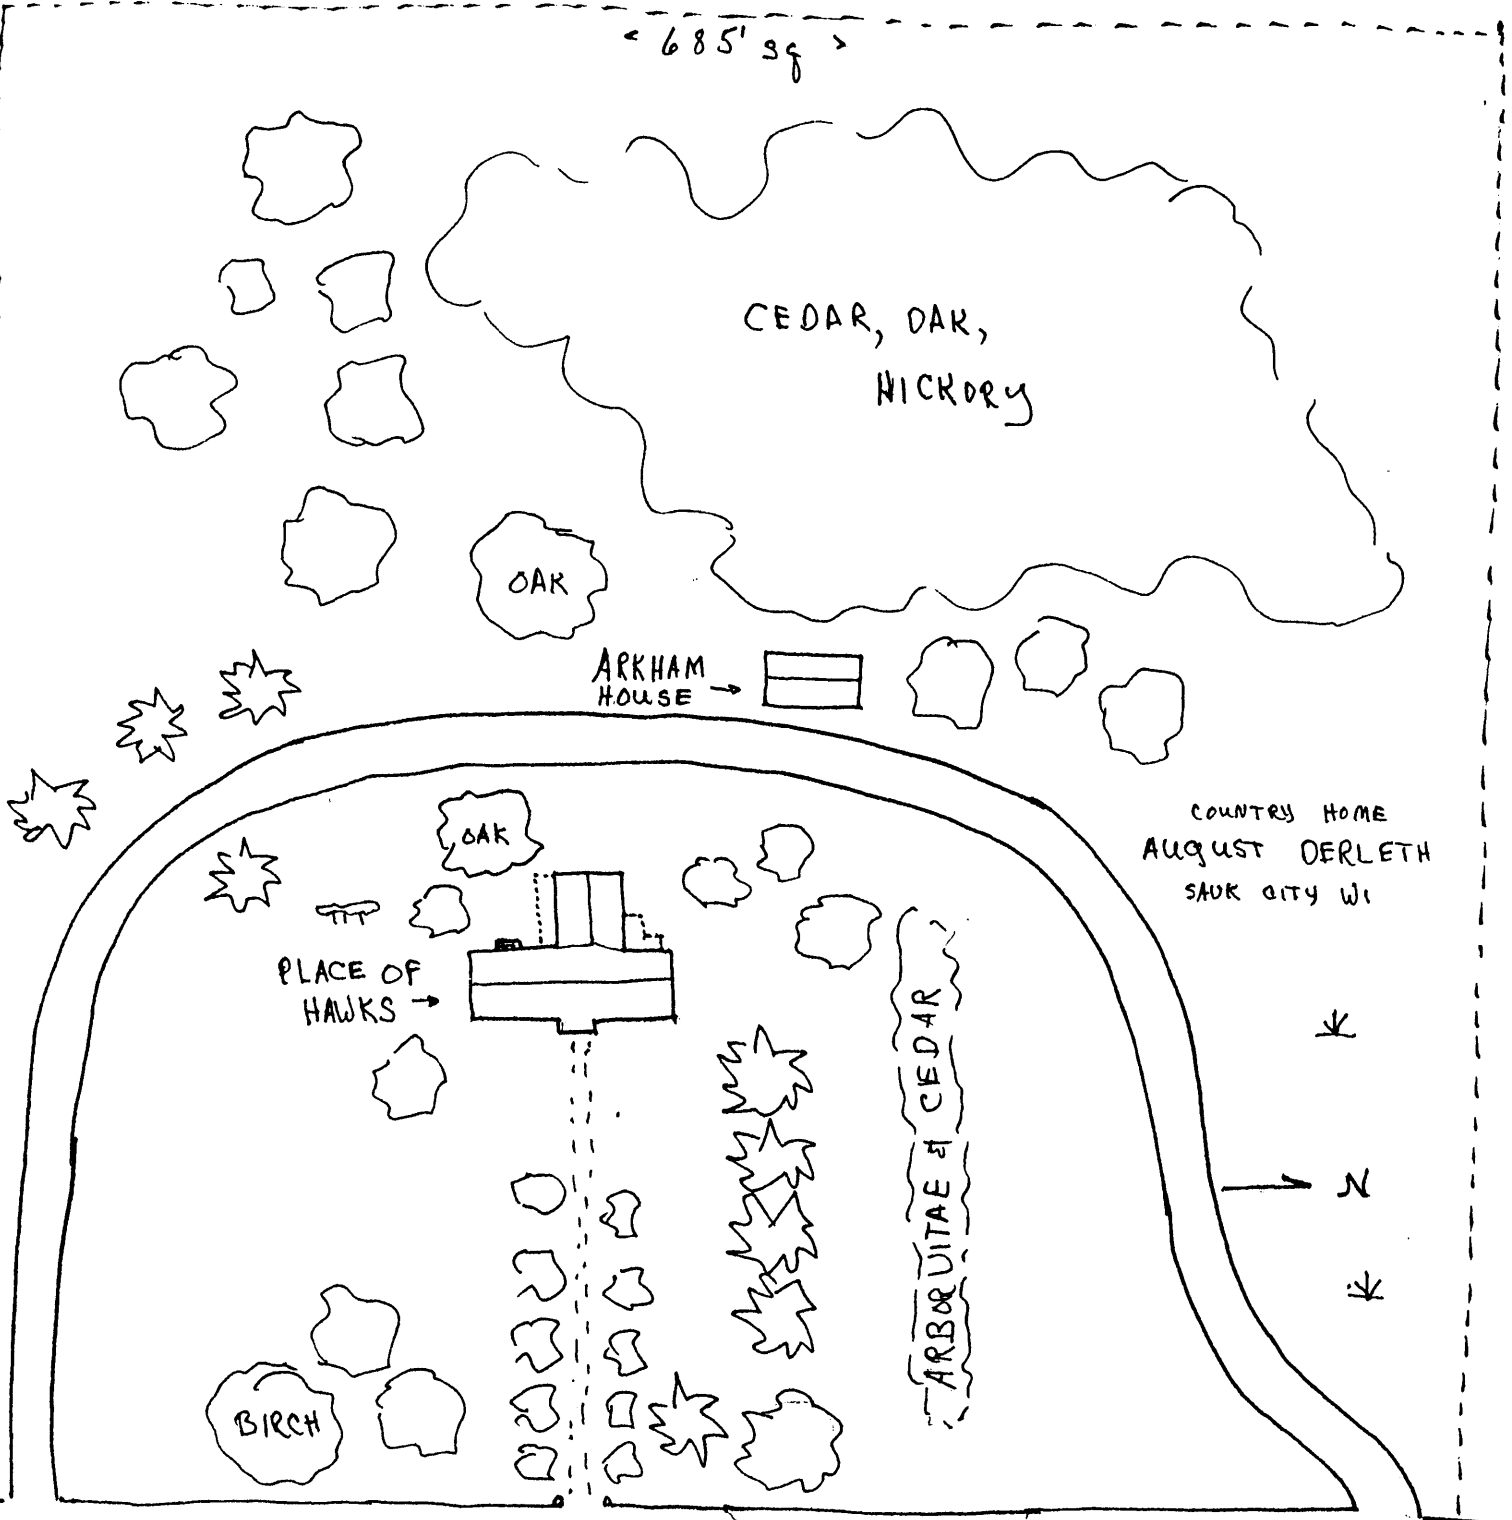 < 685' sq >
CEDAR, OAK,
HICKORY
OAK
ARKHAM
HOUSE →
COUNTRY HOME
AUGUST DERLETH
SAUK CITY WI
OAK
PLACE OF
HAWKS →
ARBORVITAE & CEDAR
→ N
BIRCH